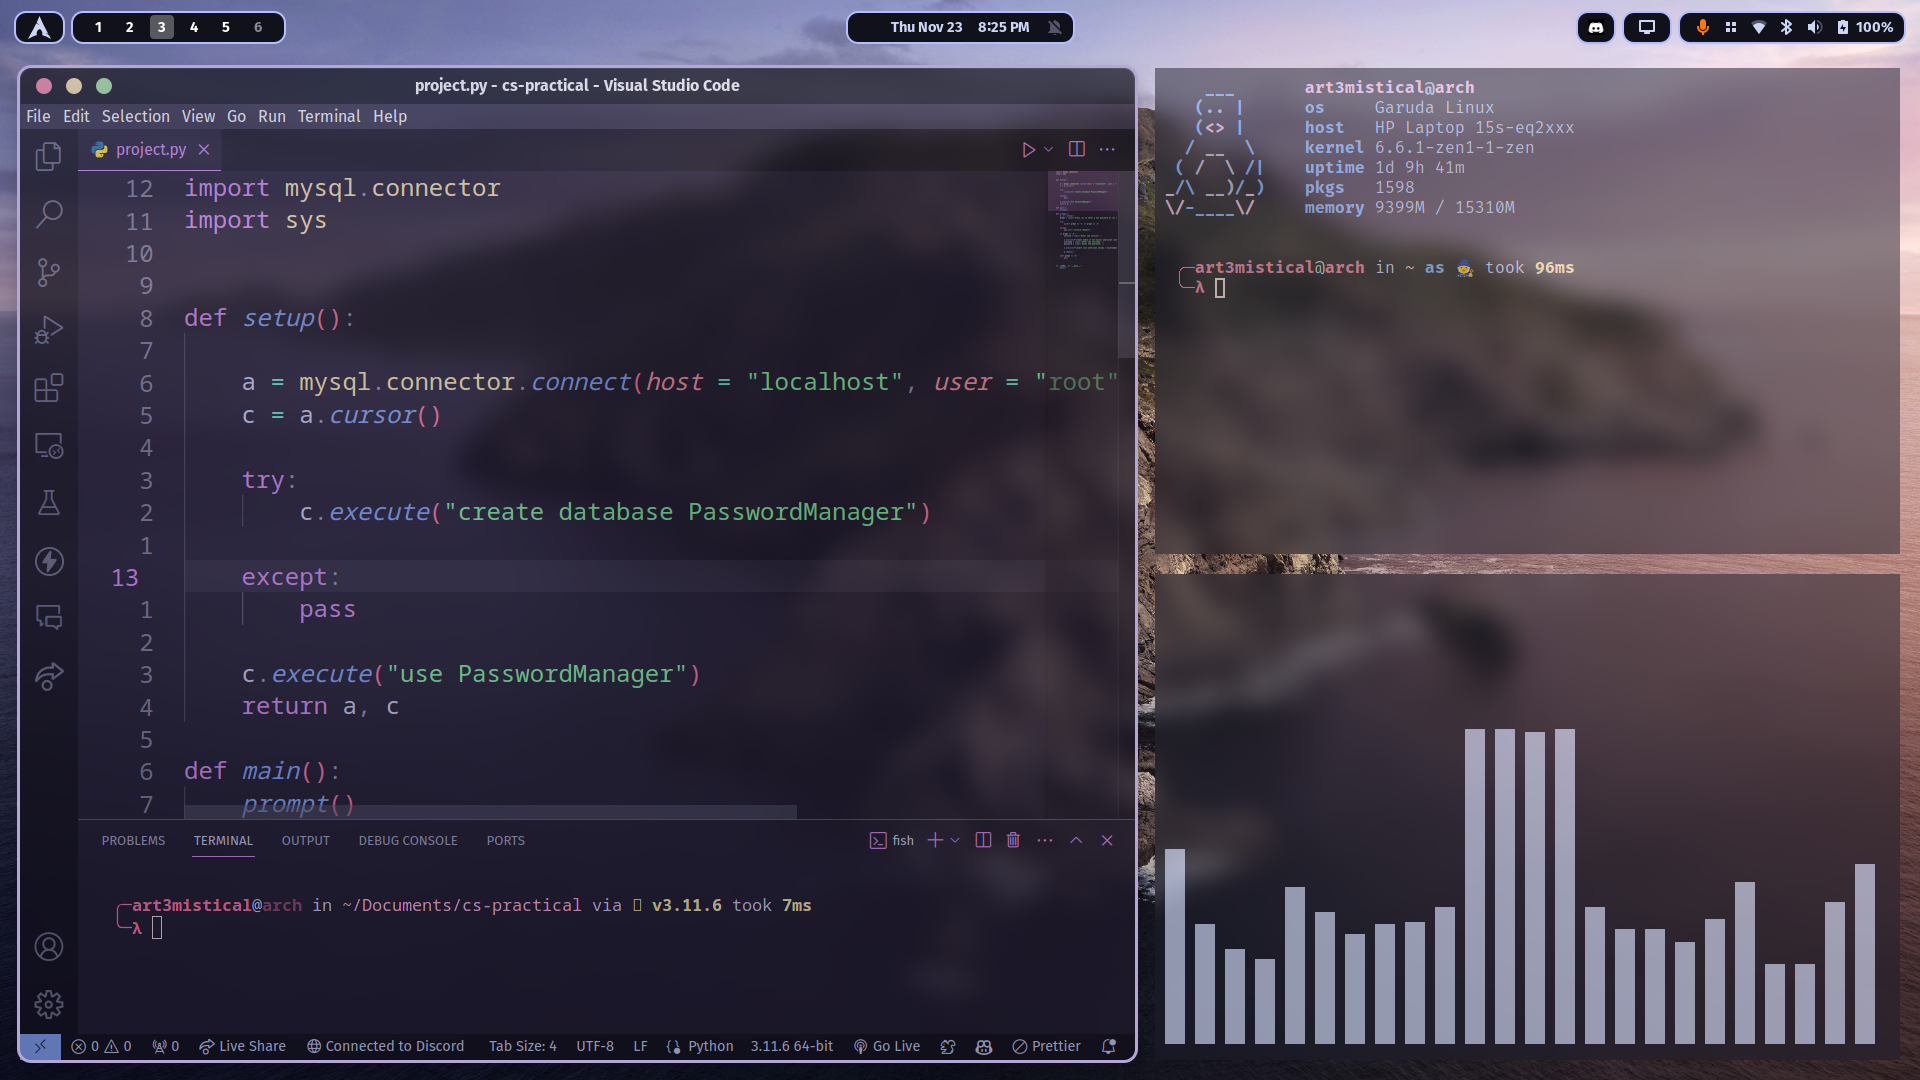 1 2 3 4 5 6
Thu Nov 23 8:25 PM
100%
project.py - cs-practical - Visual Studio Code
File Edit Selection View Go Run Terminal Help
project.py
12 import mysql.connector
11 import sys
10
9
8 def setup():
7
6 a = mysql.connector.connect(host = "localhost", user = "root"
5 c = a.cursor()
4
3 try:
2 c.execute("create database PasswordManager")
1
13 except:
1 pass
2
3 c.execute("use PasswordManager")
4 return a, c
5
6 def main():
7 prompt()
PROBLEMS TERMINAL OUTPUT DEBUG CONSOLE PORTS
fish
art3mistical@arch in ~/Documents/cs-practical via v3.11.6 took 7ms
λ
0 0 0 Live Share Connected to Discord Tab Size: 4 UTF-8 LF Python 3.11.6 64-bit Go Live Prettier
___
(.. |
(<> |
/ __ \
( / \ /|
_/\ __)/_)
\/-____\/
art3mistical@arch
os Garuda Linux
host HP Laptop 15s-eq2xxx
kernel 6.6.1-zen1-1-zen
uptime 1d 9h 41m
pkgs 1598
memory 9399M / 15310M
art3mistical@arch in ~ as 🧙 took 96ms
λ